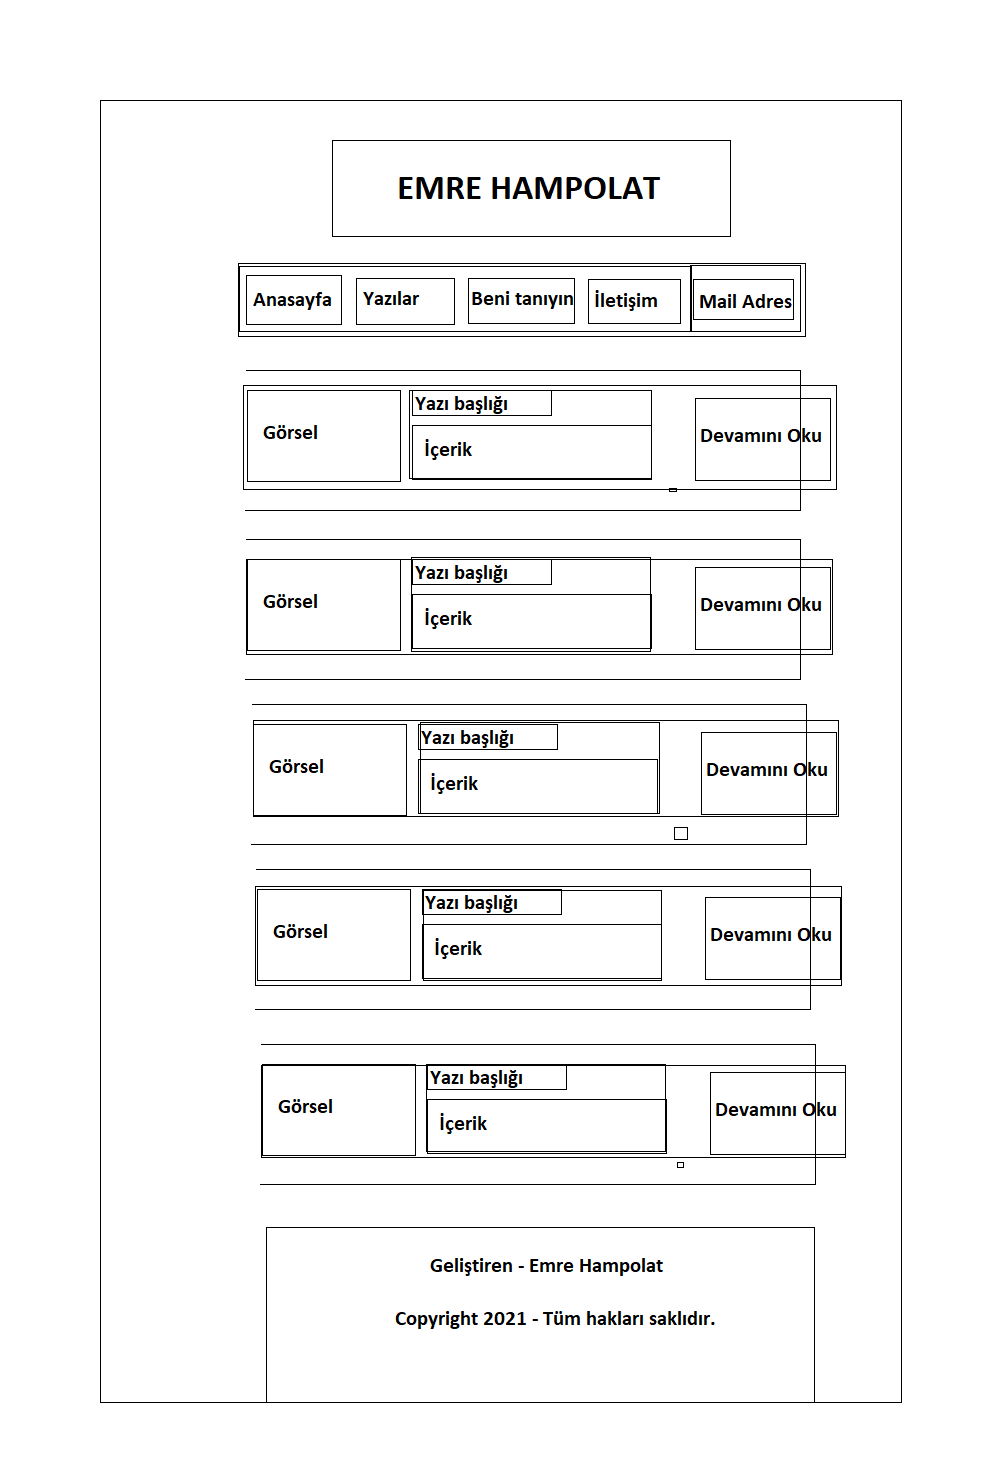 EMRE HAMPOLAT
Anasayfa Yazılar Beni tanıyın İletişim Mail Adres
Yazı başlığı
Görsel İçerik Devamını Oku
Yazı başlığı
Görsel İçerik Devamını Oku
Yazı başlığı
Görsel İçerik Devamını Oku
Yazı başlığı
Görsel İçerik Devamını Oku
Yazı başlığı
Görsel İçerik Devamını Oku
Geliştiren - Emre Hampolat
Copyright 2021 - Tüm hakları saklıdır.